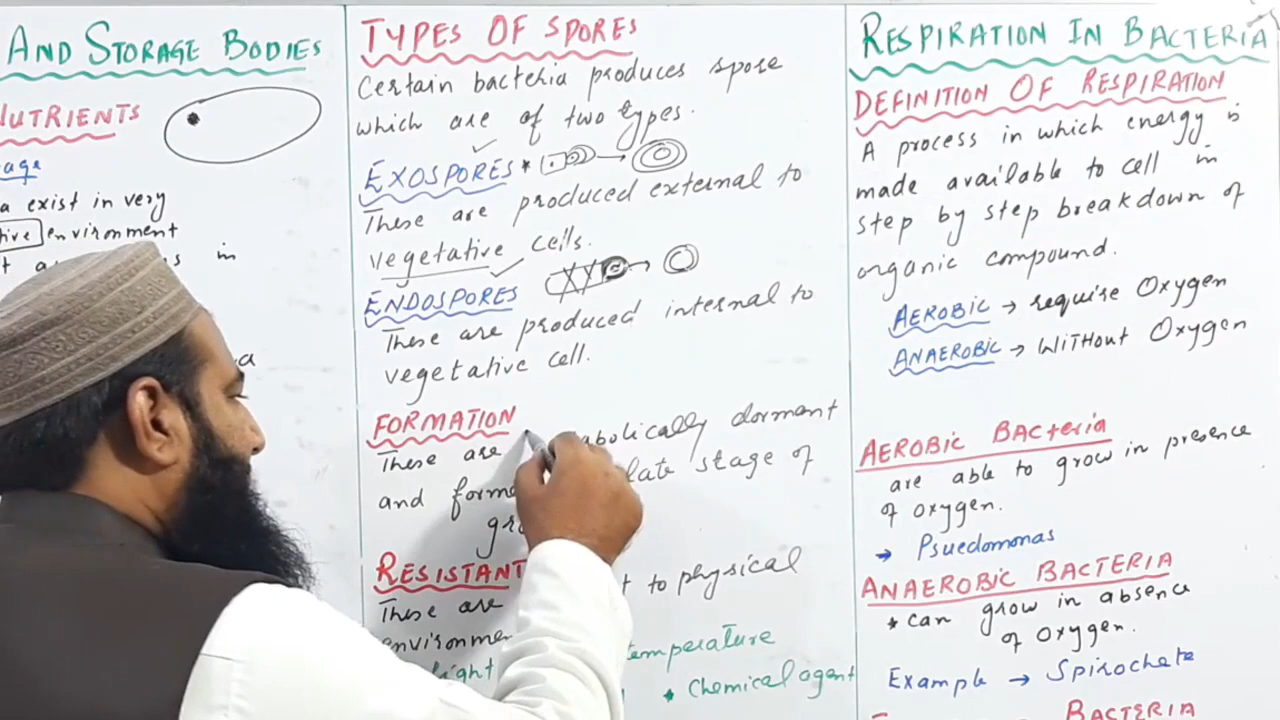 AND STORAGE BODIES
NUTRIENTS
age
a exist in very
tive environment
in
a
TYPES OF SPORES
Certain bacteria produces spore
which are of two types.
EXOSPORES *
These are produced external to
vegetative cells.
ENDOSPORES
These are produced internal to
vegetative cell.
FORMATION
These are abolically dormant
and forme late stage of
gro
RESISTANT
These are t to physical
environmen
light temperature
* Chemical agent
RESPIRATION IN BACTERIA
DEFINITION OF RESPIRATION
A process in which energy is
made available to cell in
step by step breakdown of
organic compound.
AEROBIC → require Oxygen
ANAEROBIC → WITHOUT Oxygen
AEROBIC BACTERIA
are able to grow in presence
of oxygen.
→ Psuedomonas
ANAEROBIC BACTERIA
* can grow in absence
of oxygen.
Example → Spirochete
BACTERIA